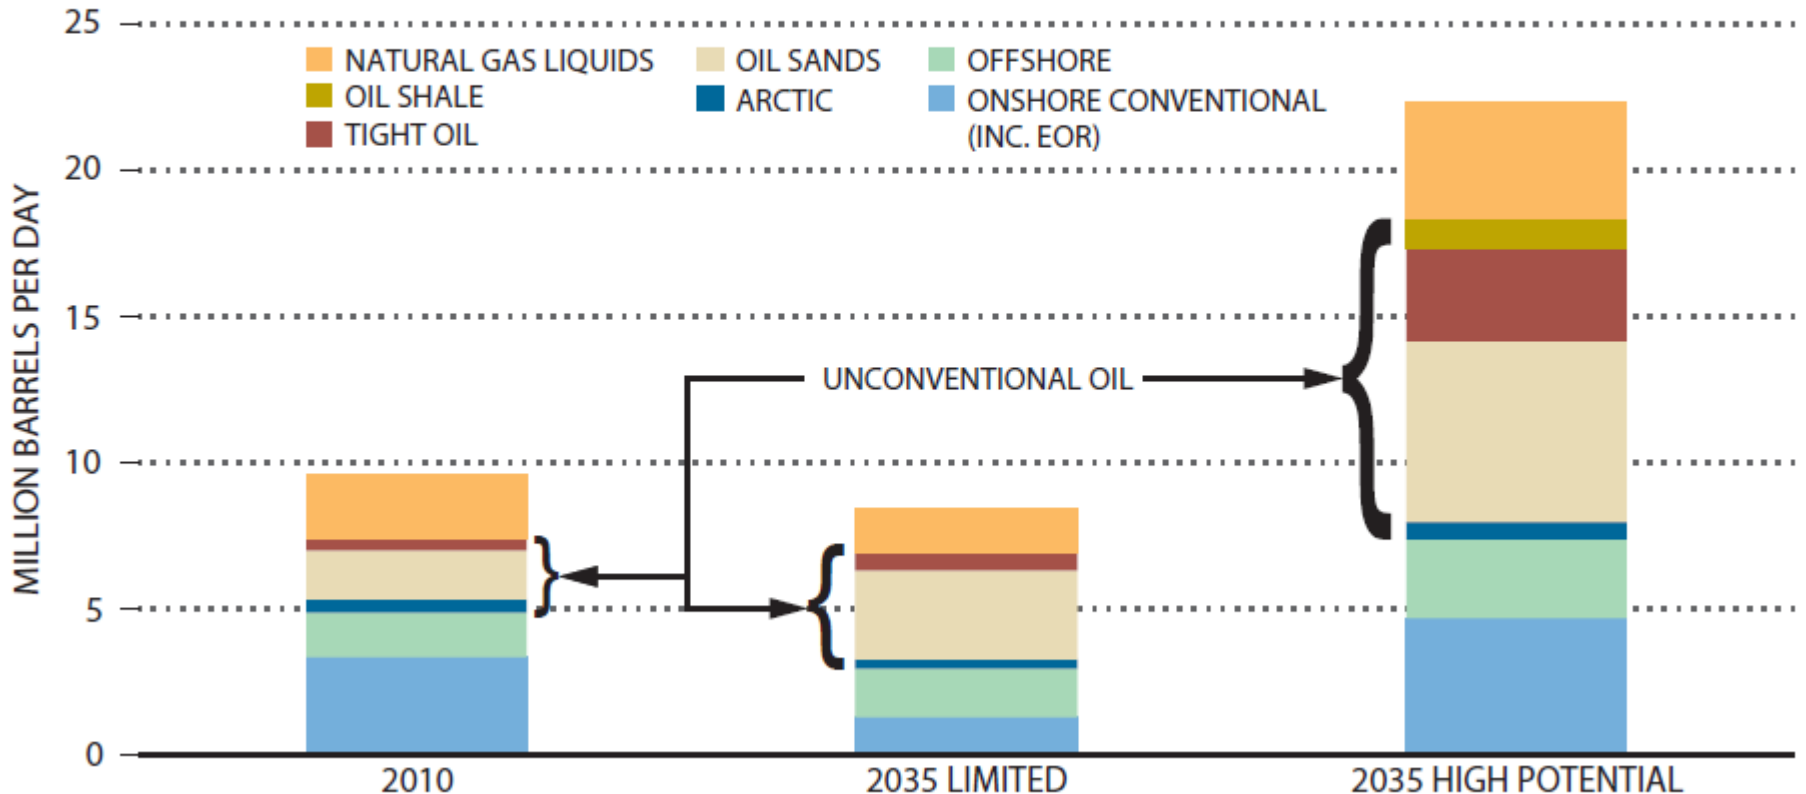 MILLION BARRELS PER DAY
25
20
15
10
5
0
NATURAL GAS LIQUIDS
OIL SHALE
TIGHT OIL
OIL SANDS
ARCTIC
OFFSHORE
ONSHORE CONVENTIONAL
(INC. EOR)
UNCONVENTIONAL OIL
2010
2035 LIMITED
2035 HIGH POTENTIAL